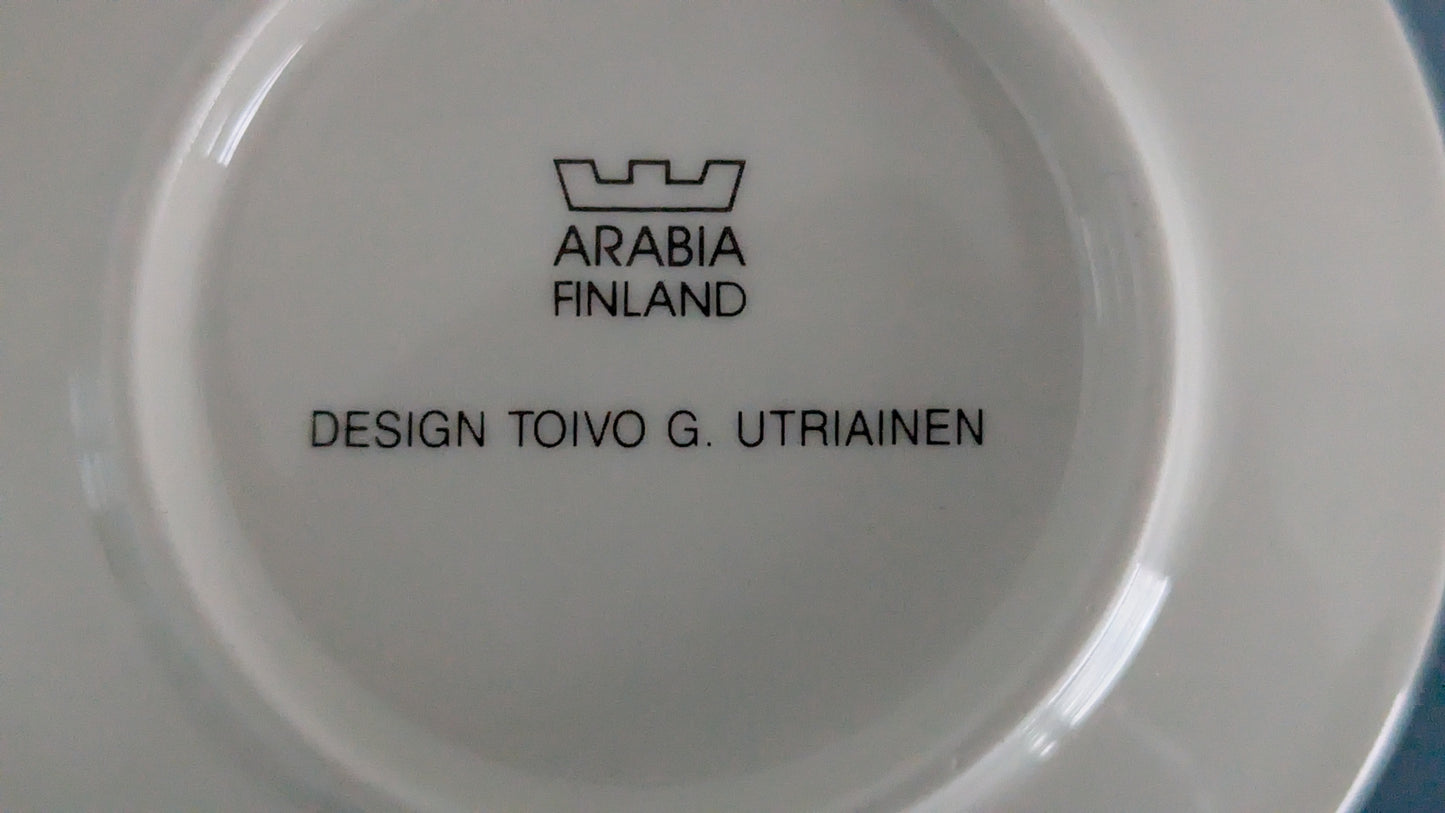 ARABIA
FINLAND
DESIGN TOIVO G. UTRIAINEN